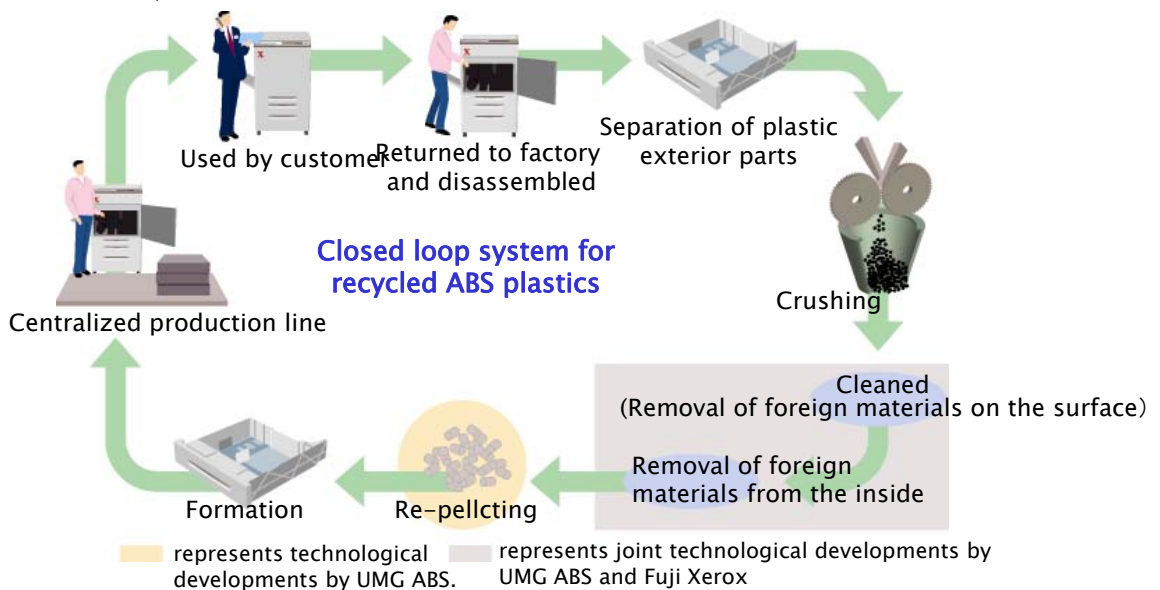 Used by customer
Returned to factory
and disassembled
Separation of plastic
exterior parts
Closed loop system for
recycled ABS plastics
Crushing
Centralized production line
Cleaned
(Removal of foreign materials on the surface)
Removal of foreign
materials from the inside
Formation
Re-pellcting
represents technological
developments by UMG ABS.
represents joint technological developments by
UMG ABS and Fuji Xerox
X
X
X